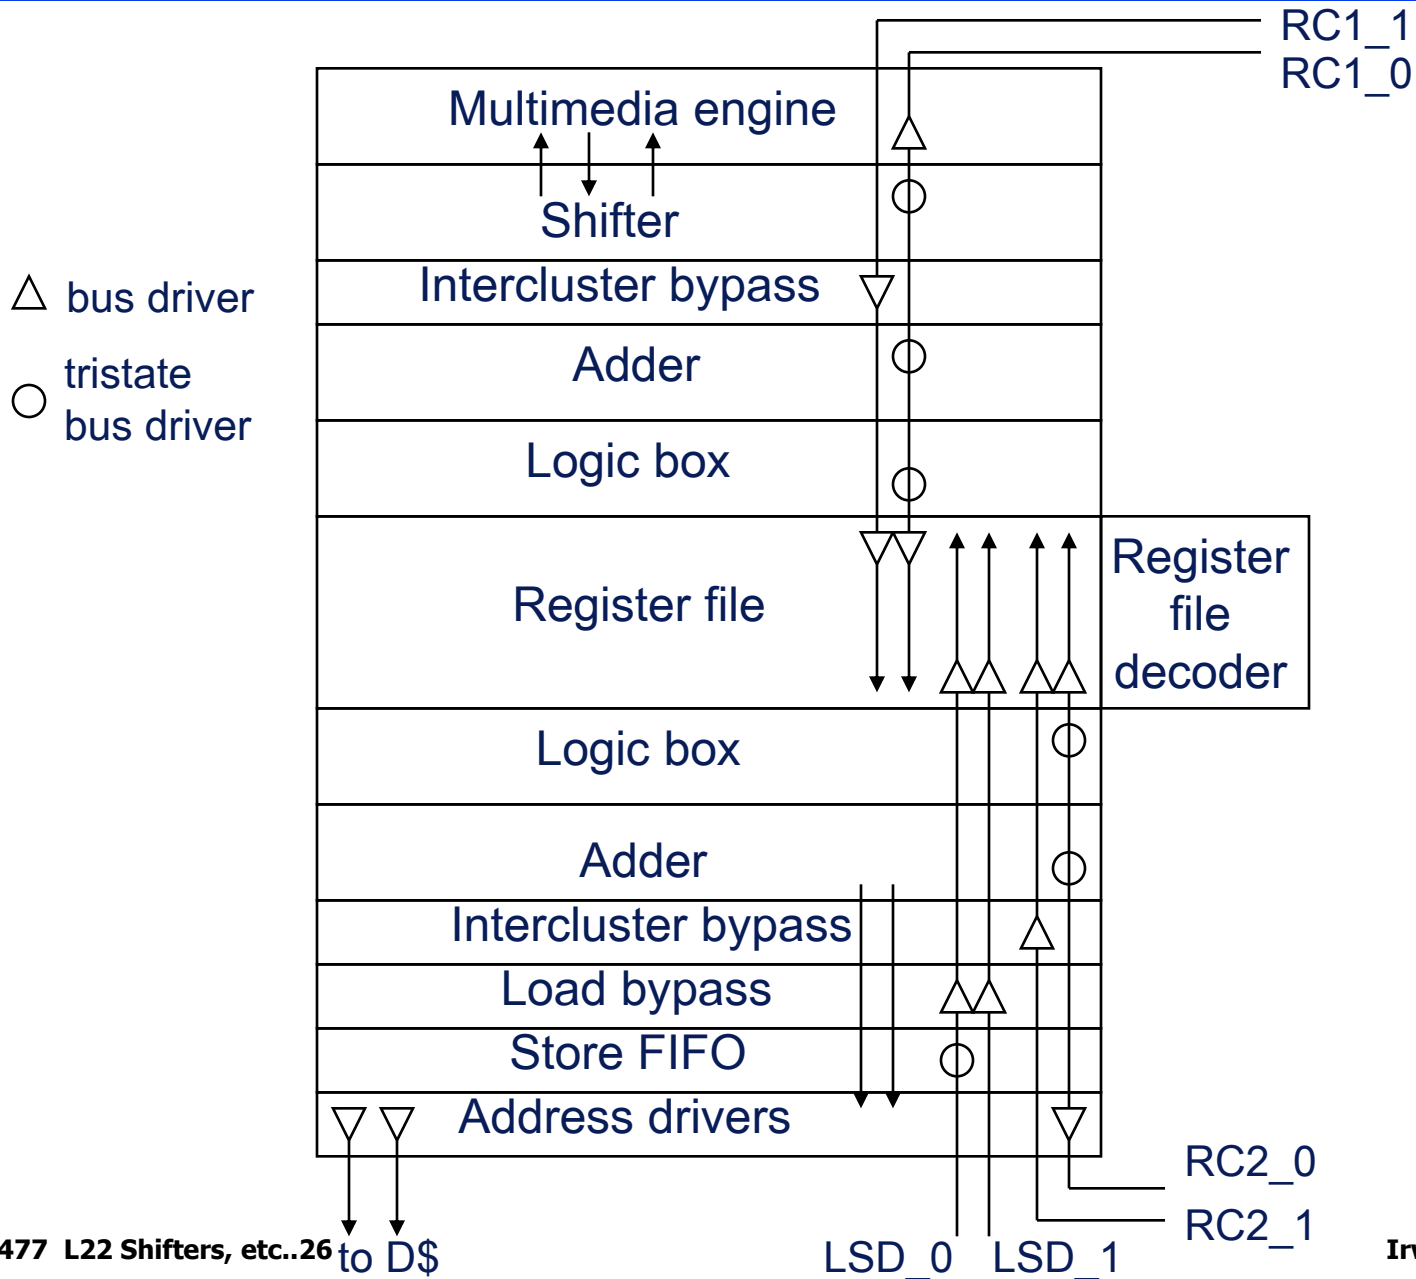 RC1_1
RC1_0
Multimedia engine
Shifter
Intercluster bypass
bus driver
tristate
bus driver
Adder
Logic box
Register file
Register
file
decoder
Logic box
Adder
Intercluster bypass
Load bypass
Store FIFO
Address drivers
RC2_0
RC2_1
477 L22 Shifters, etc..26
to D$
LSD_0
LSD_1